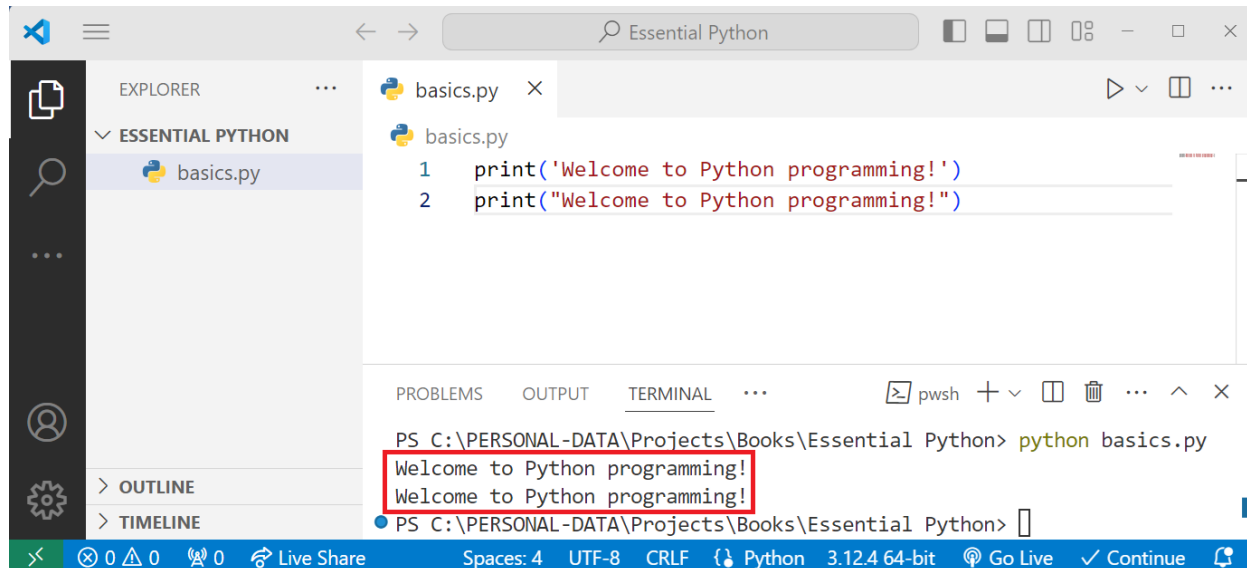 Essential Python
EXPLORER ...
ESSENTIAL PYTHON
basics.py
OUTLINE
TIMELINE
basics.py
basics.py
1 print('Welcome to Python programming!')
2 print("Welcome to Python programming!")
PROBLEMS OUTPUT TERMINAL ... pwsh ...
PS C:\PERSONAL-DATA\Projects\Books\Essential Python> python basics.py
Welcome to Python programming!
Welcome to Python programming!
PS C:\PERSONAL-DATA\Projects\Books\Essential Python>
0 0 0 Live Share Spaces: 4 UTF-8 CRLF Python 3.12.4 64-bit Go Live Continue